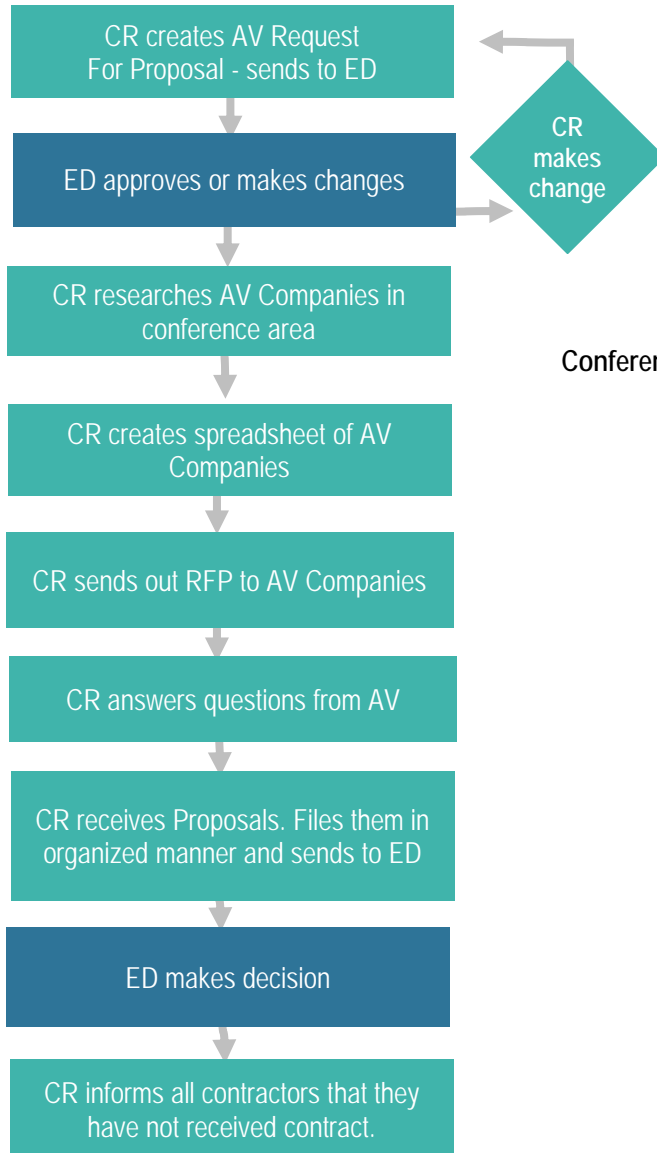 CR creates AV Request
For Proposal - sends to ED
CR
makes
change
ED approves or makes changes
CR researches AV Companies in
conference area
CR creates spreadsheet of AV
Companies
CR sends out RFP to AV Companies
CR answers questions from AV
CR receives Proposals. Files them in
organized manner and sends to ED
ED makes decision
CR informs all contractors that they
have not received contract.